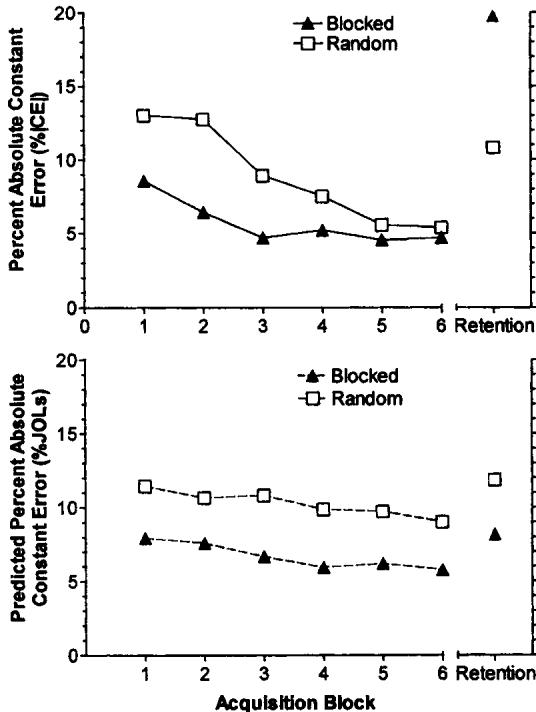 Percent Absolute Constant
Error (%|CE|)
20
15
10
5
0
Blocked
Random
0 1 2 3 4 5 6 Retention
Predicted Percent Absolute
Constant Error (%JOLs)
20
15
10
5
0
Blocked
Random
1 2 3 4 5 6 Retention
Acquisition Block